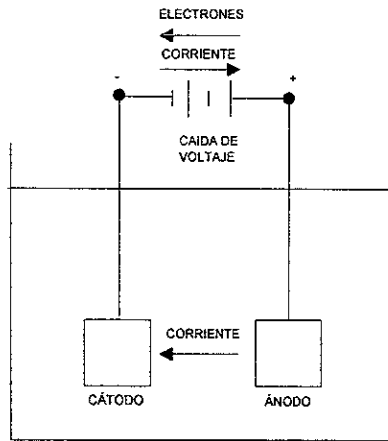 ELECTRONES
CORRIENTE
- +
CAIDA DE
VOLTAJE
CORRIENTE
CÁTODO ÁNODO